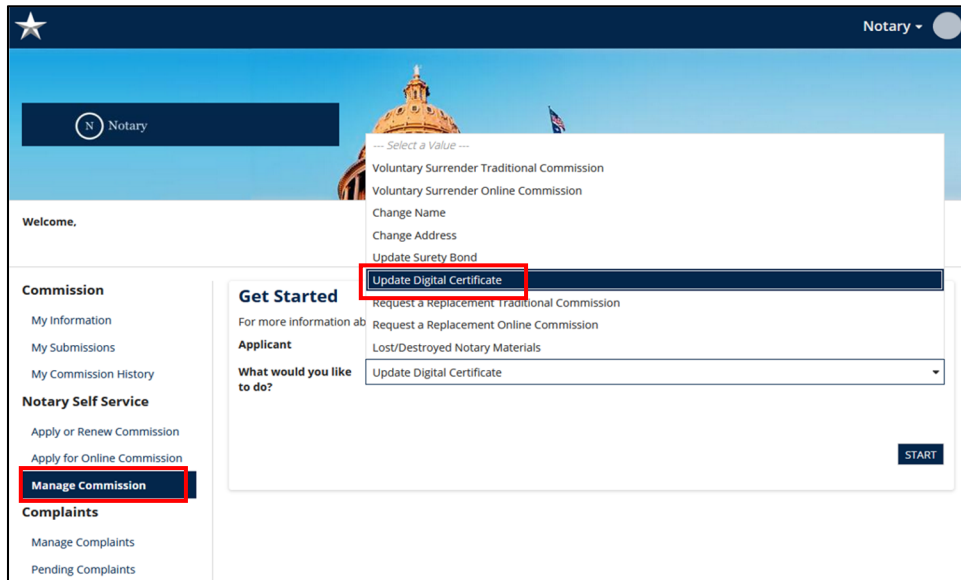 Notary
N Notary
Welcome,
--- Select a Value ---
Voluntary Surrender Traditional Commission
Voluntary Surrender Online Commission
Change Name
Change Address
Update Surety Bond
Update Digital Certificate
Request a Replacement Traditional Commission
Request a Replacement Online Commission
Lost/Destroyed Notary Materials
Commission
My Information
My Submissions
My Commission History
Notary Self Service
Apply or Renew Commission
Apply for Online Commission
Manage Commission
Complaints
Manage Complaints
Pending Complaints
Get Started
For more information ab
Applicant
What would you like
to do?
Update Digital Certificate
START